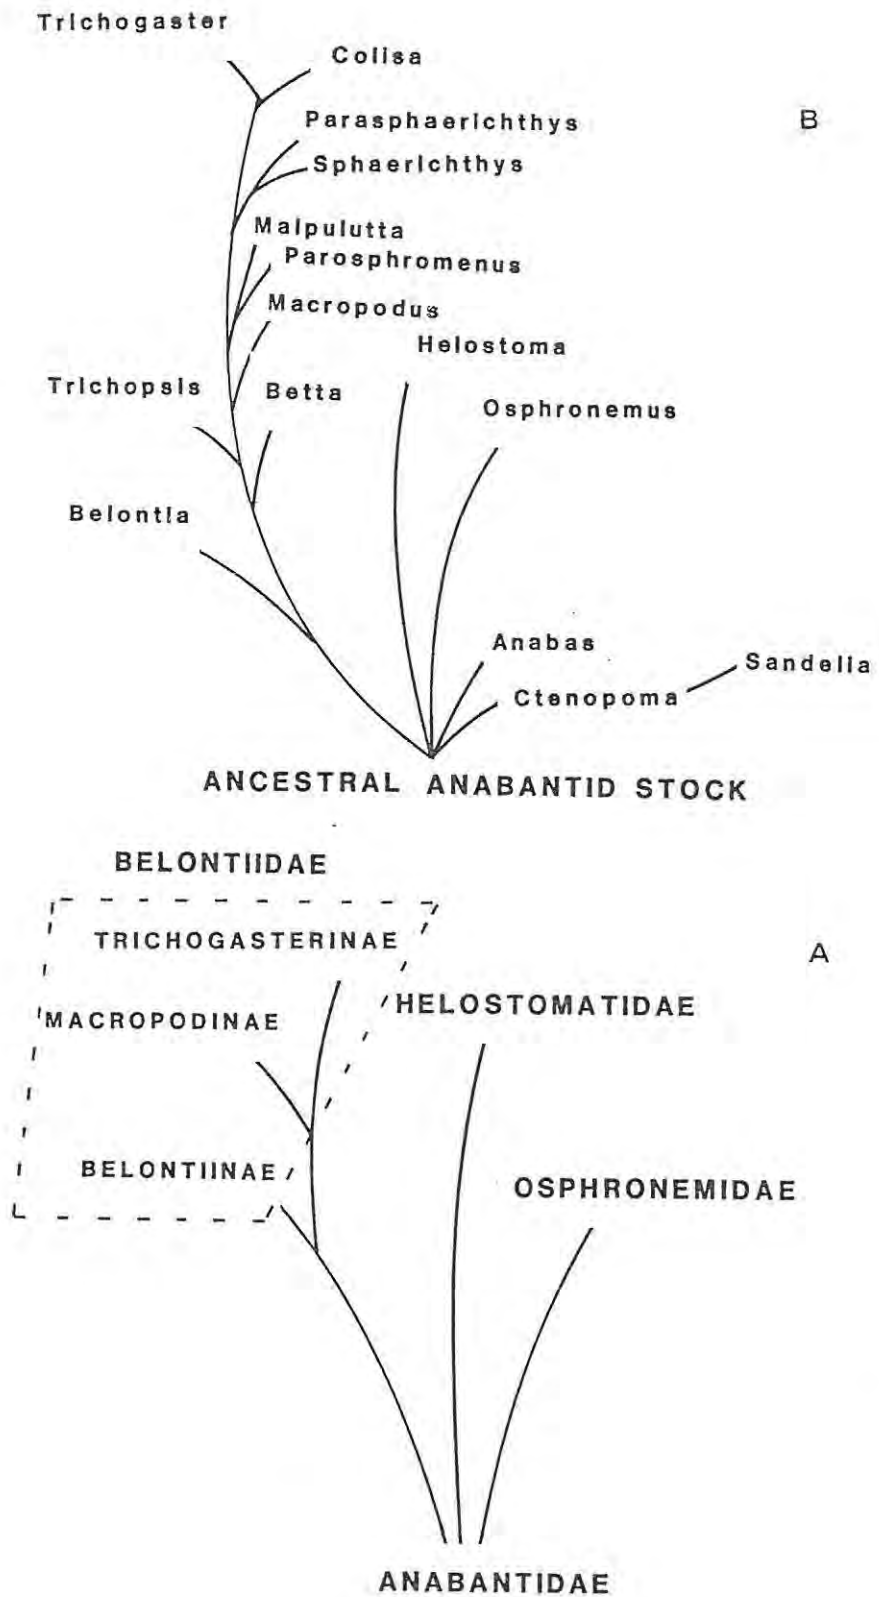 Trichogaster
Colisa
B
Parasphaerichthys
Sphaerichthys
Malpulutta
Parosphromenus
Macropodus
Helostoma
Trichopsis
Betta
Osphronemus
Belontia
Anabas
Sandelia
Ctenopoma
ANCESTRAL ANABANTID STOCK
BELONTIIDAE
TRICHOGASTERINAE
A
HELOSTOMATIDAE
MACROPODINAE
BELONTIINAE
OSPHRONEMIDAE
ANABANTIDAE